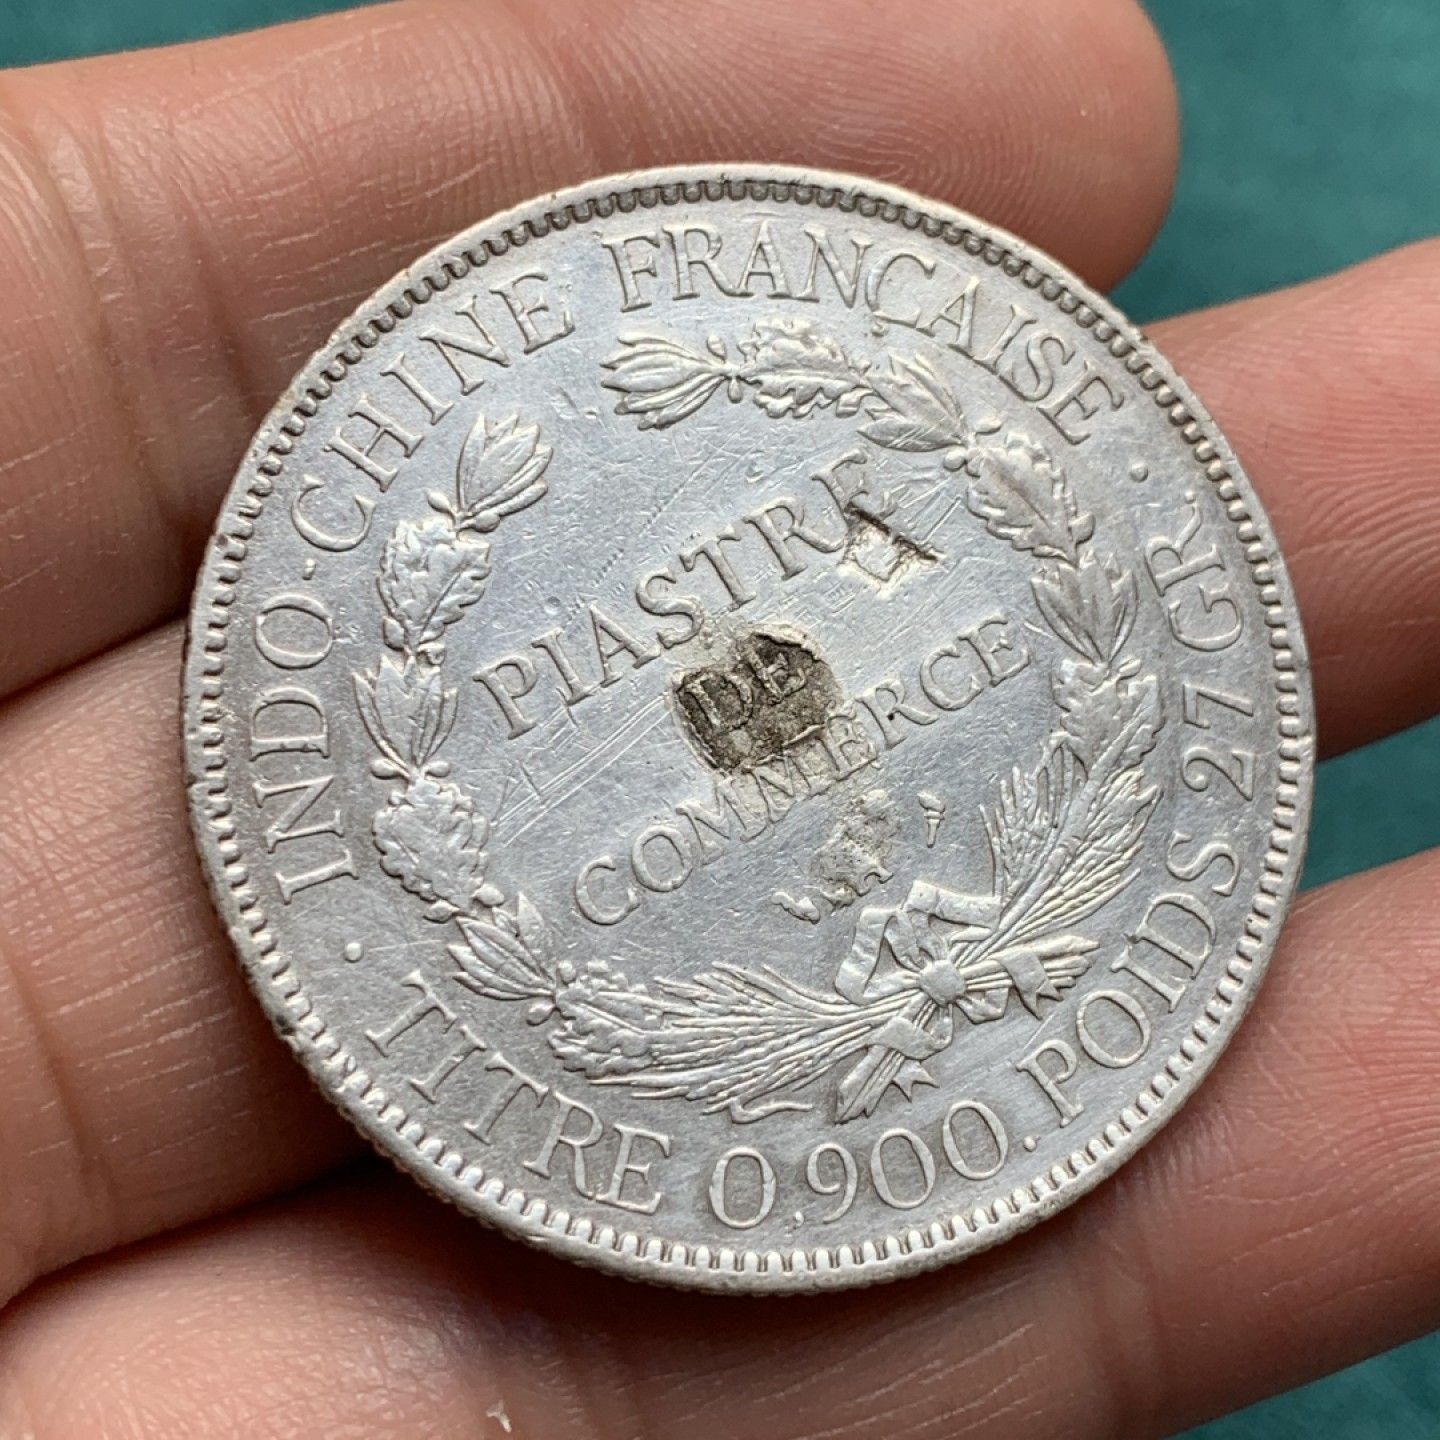 INDO-CHINE FRANÇAISE
PIASTRE
DE
COMMERCE
TITRE 0,900. POIDS 27 GR.